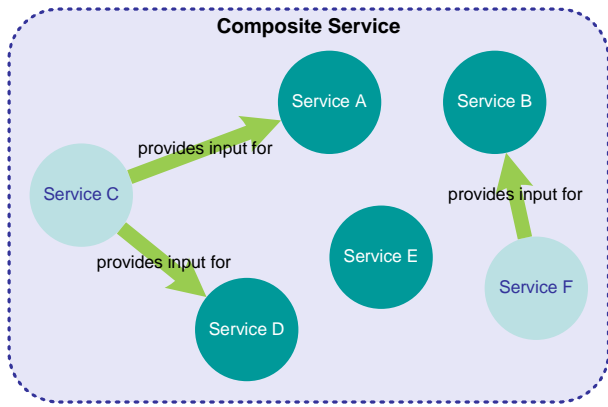 Composite Service
Service A
Service B
provides input for
Service C
provides input for
provides input for
Service E
Service F
Service D